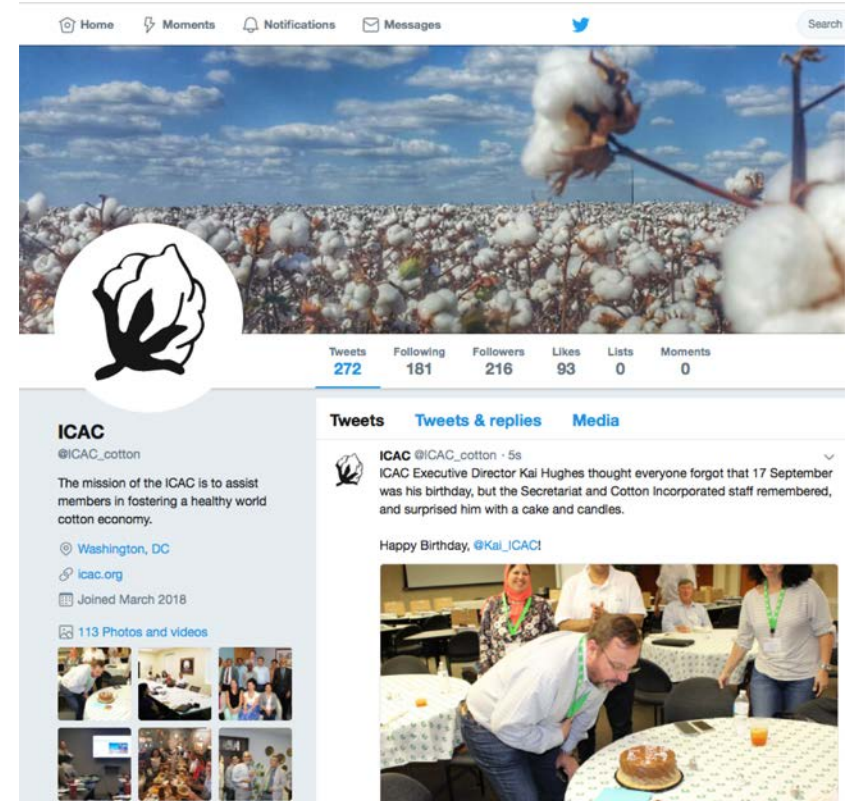 Home Moments Notifications Messages Search
Tweets Following Followers Likes Lists Moments
272 181 216 93 0 0
Tweets Tweets & replies Media
ICAC
@ICAC_cotton
The mission of the ICAC is to assist
members in fostering a healthy world
cotton economy.
Washington, DC
icac.org
Joined March 2018
113 Photos and videos
ICAC @ICAC_cotton · 5s
ICAC Executive Director Kai Hughes thought everyone forgot that 17 September
was his birthday, but the Secretariat and Cotton Incorporated staff remembered,
and surprised him with a cake and candles.
Happy Birthday, @Kai_ICAC!